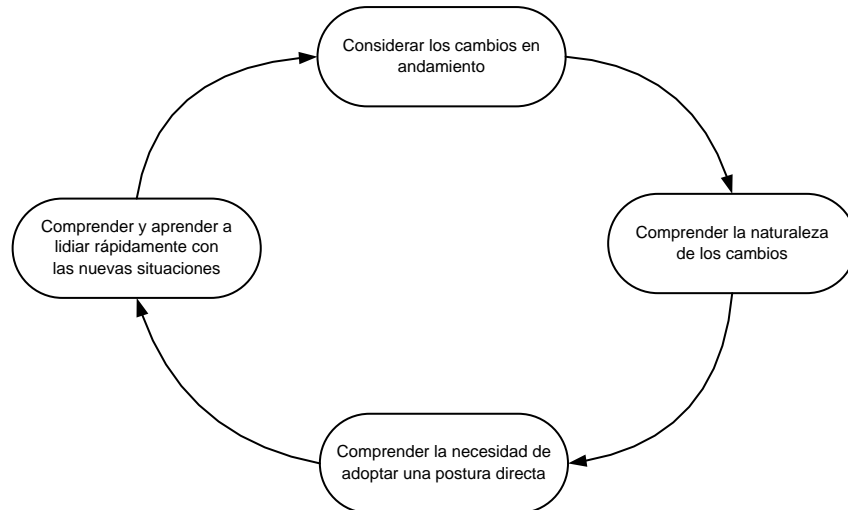 Considerar los cambios en
andamiento
Comprender la naturaleza
de los cambios
Comprender la necesidad de
adoptar una postura directa
Comprender y aprender a
lidiar rápidamente con
las nuevas situaciones